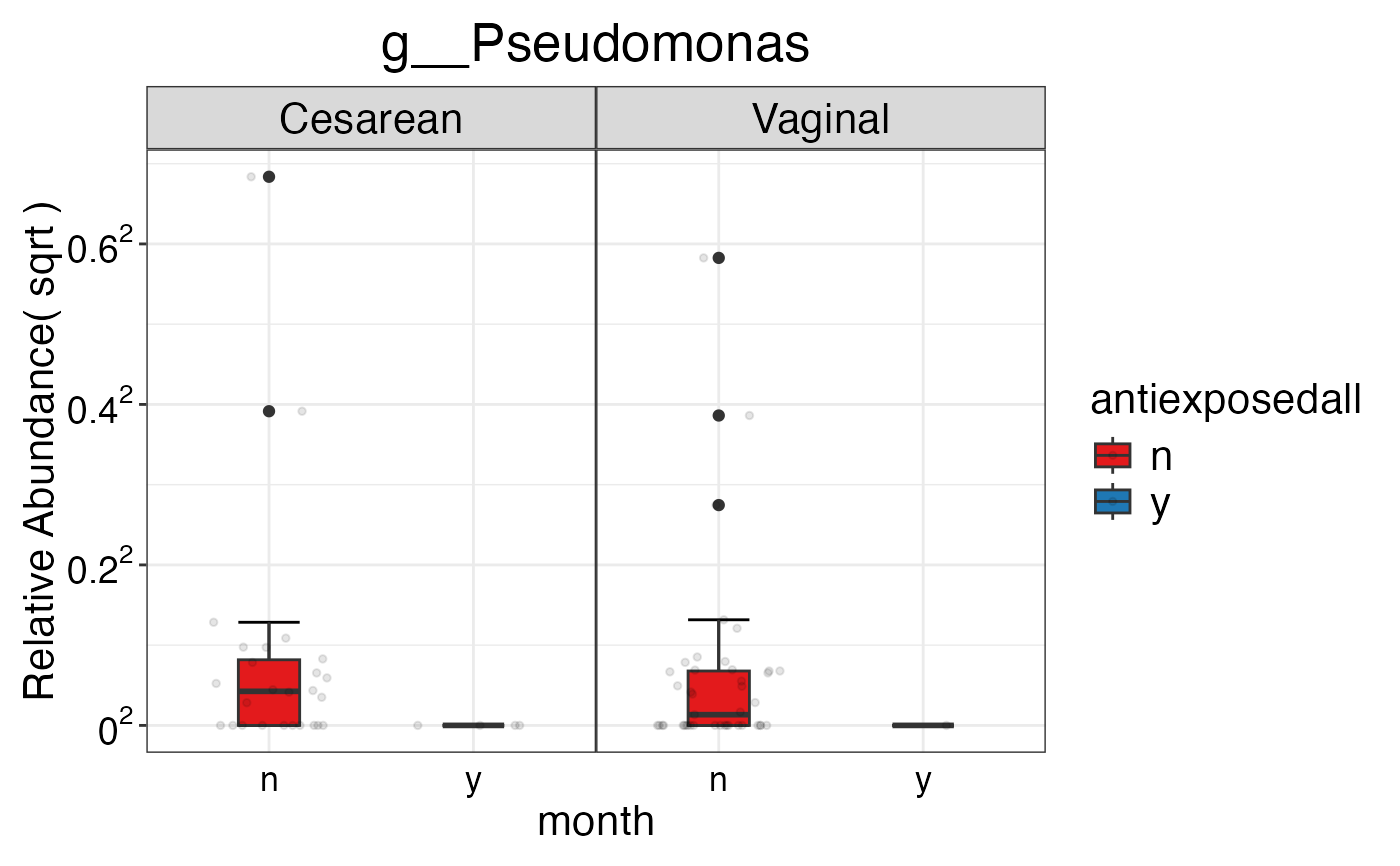 g__Pseudomonas
Cesarean
Vaginal
Relative Abundance( sqrt )
0.6²
0.4²
0.2²
0²
n
y
n
y
month
antiexposedall
n
y